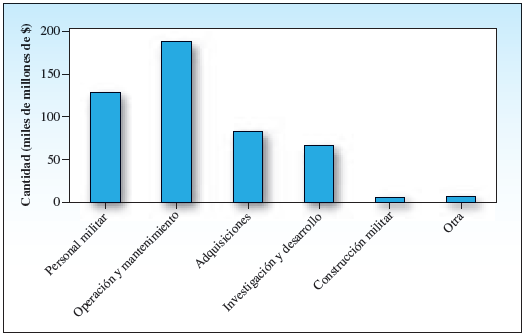 Cantidad (miles de millones de $)
200
150
100
50
0
Personal militar
Operación y mantenimiento
Adquisiciones
Investigación y desarrollo
Construcción militar
Otra